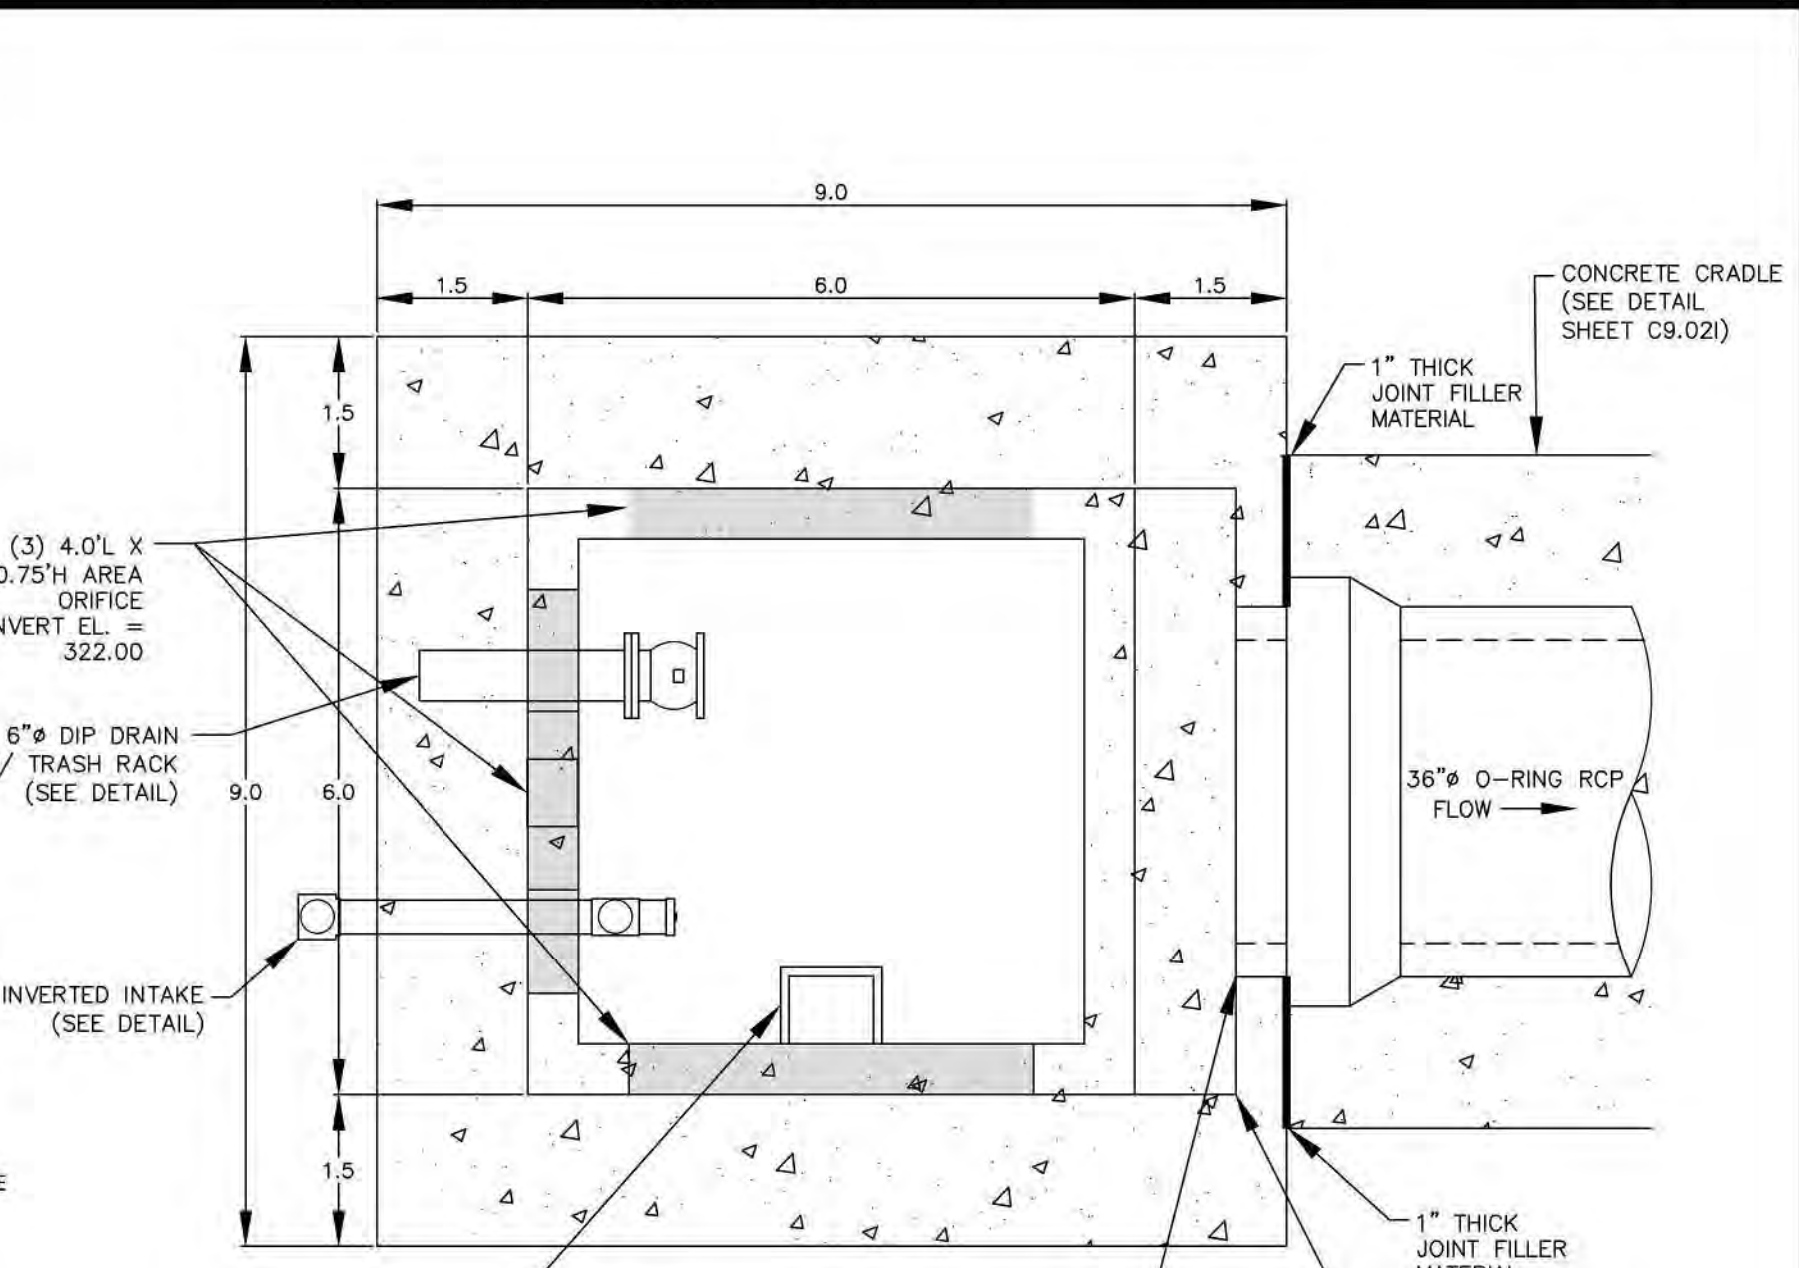 9.0
1.5
6.0
1.5
CONCRETE CRADLE
(SEE DETAIL
SHEET C9.02I)
1" THICK
JOINT FILLER
MATERIAL
1.5
(3) 4.0'L X
0.75'H AREA
ORIFICE
EL. =
322.00
6"ø DIP DRAIN
TRASH RACK
(SEE DETAIL)
9.0
6.0
36"ø O-RING RCP
FLOW
INVERTED INTAKE
(SEE DETAIL)
1.5
1" THICK
JOINT FILLER
MATERIAL